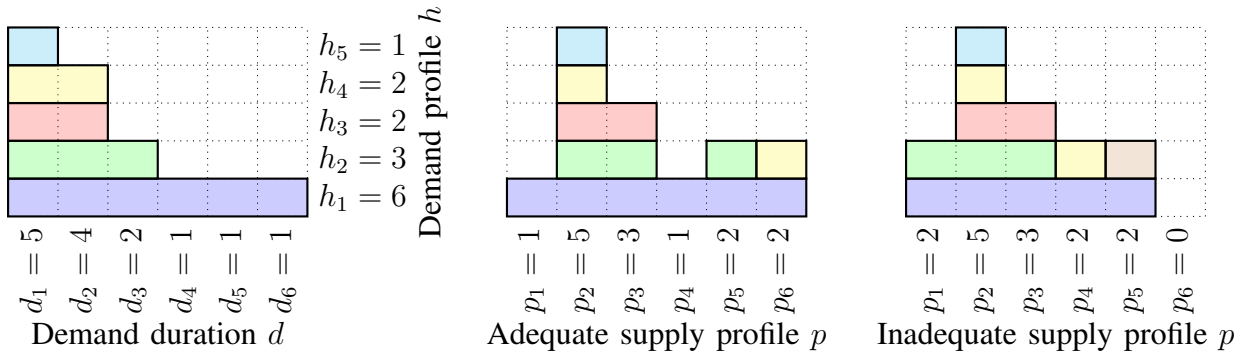 h₅ = 1
h₄ = 2
h₃ = 2
h₂ = 3
h₁ = 6
Demand profile h
d₁ = 5
d₂ = 4
d₃ = 2
d₄ = 1
d₅ = 1
d₆ = 1
Demand duration d
p₁ = 1
p₂ = 5
p₃ = 3
p₄ = 1
p₅ = 2
p₆ = 2
Adequate supply profile p
p₁ = 2
p₂ = 5
p₃ = 3
p₄ = 2
p₅ = 2
p₆ = 0
Inadequate supply profile p